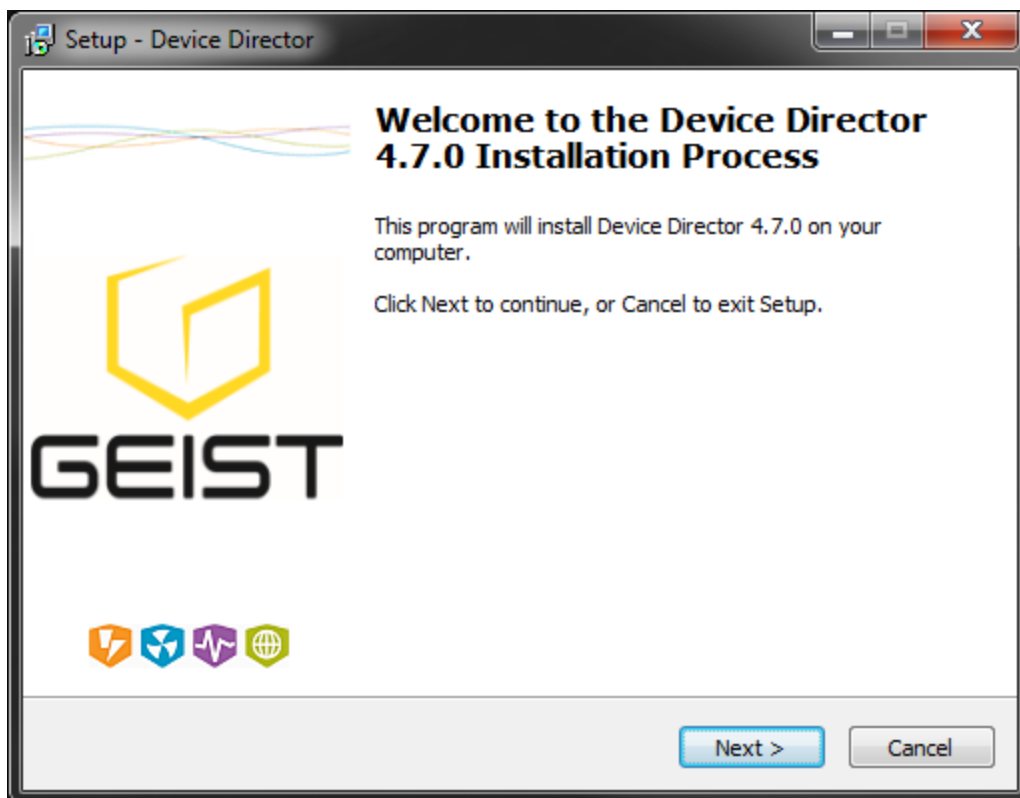 Setup - Device Director
Welcome to the Device Director
4.7.0 Installation Process
This program will install Device Director 4.7.0 on your
computer.
Click Next to continue, or Cancel to exit Setup.
GEIST
Next >
Cancel